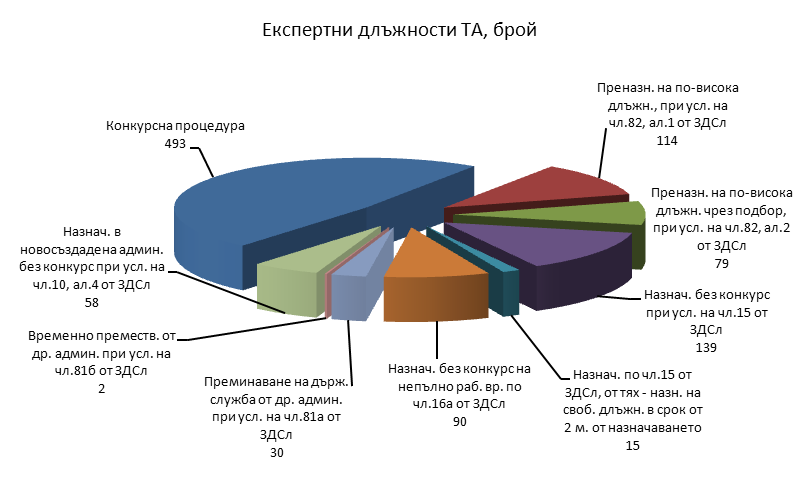 Експертни длъжности ТА, брой
Конкурсна процедура
493
Преназн. на по-висока
длъжн., при усл. на
чл.82, ал.1 от ЗДСл
114
Преназн. на по-висока
длъжн. чрез подбор,
при усл. на чл.82, ал.2
от ЗДСл
79
Назнач. без конкурс
при усл. на чл.15 от
ЗДСл
139
Назнач. по чл.15 от
ЗДСл, от тях - назн. на
своб. длъжн. в срок от
2 м. от назначаването
15
Назнач. без конкурс на
непълно раб. вр. по
чл.16а от ЗДСл
90
Преминаване на държ.
служба от др. админ.
при усл. на чл.81а от
ЗДСл
30
Временно преместв. от
др. админ. при усл. на
чл.81б от ЗДСл
2
Назнач. в
новосъздадена админ.
без конкурс при усл. на
чл.10, ал.4 от ЗДСл
58